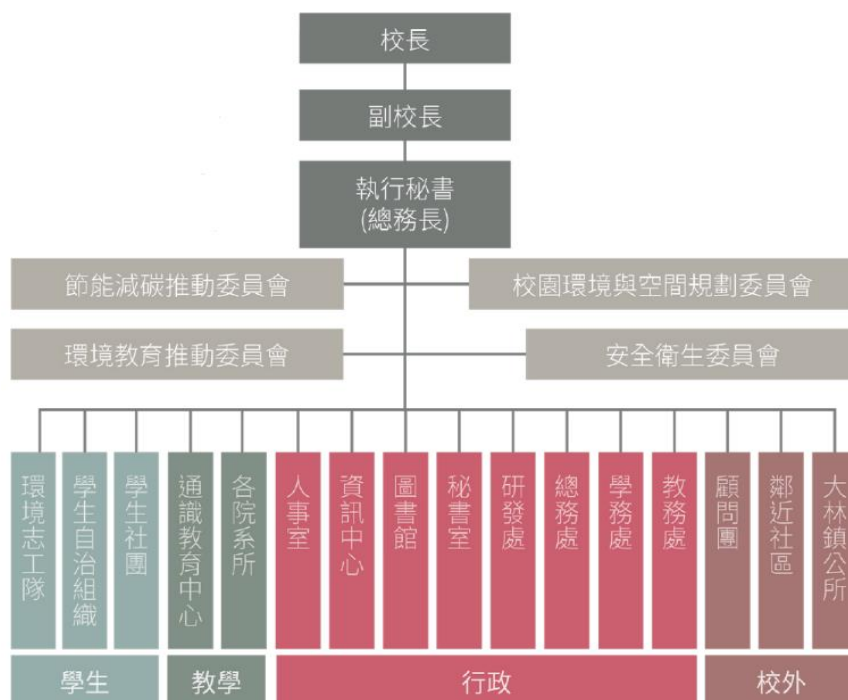 校長
副校長
執行秘書
(總務長)
節能減碳推動委員會
校園環境與空間規劃委員會
環境教育推動委員會
安全衛生委員會
環境志工隊
學生自治組織
學生社團
通識教育中心
各院系所
人事室
資訊中心
圖書館
秘書室
研發處
總務處
學務處
教務處
顧問團
鄰近社區
大林鎮公所
學生
教學
行政
校外